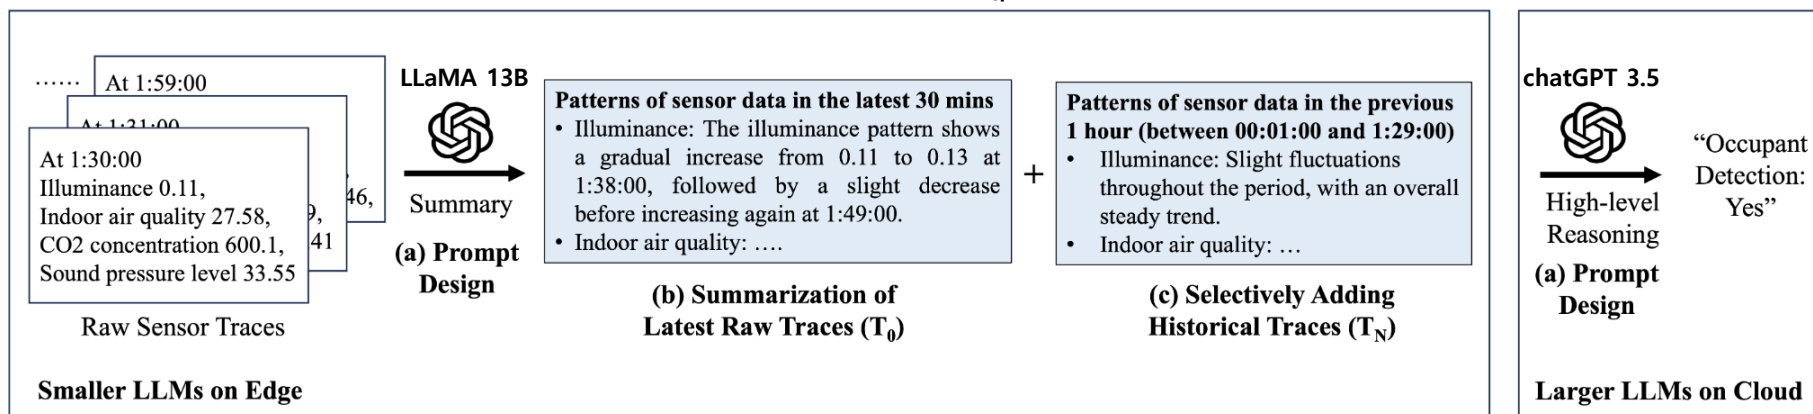 ......
At 1:59:00
At 1:31:00
At 1:30:00
Illuminance 0.11,
Indoor air quality 27.58,
CO2 concentration 600.1,
Sound pressure level 33.55
46,
9,
41
Raw Sensor Traces
Smaller LLMs on Edge
LLaMA 13B
Summary
(a) Prompt
Design
Patterns of sensor data in the latest 30 mins
• Illuminance: The illuminance pattern shows
a gradual increase from 0.11 to 0.13 at
1:38:00, followed by a slight decrease
before increasing again at 1:49:00.
• Indoor air quality: ….
(b) Summarization of
Latest Raw Traces (T0)
+
Patterns of sensor data in the previous
1 hour (between 00:01:00 and 1:29:00)
• Illuminance: Slight fluctuations
throughout the period, with an overall
steady trend.
• Indoor air quality: …
(c) Selectively Adding
Historical Traces (TN)
chatGPT 3.5
High-level
Reasoning
(a) Prompt
Design
“Occupant
Detection:
Yes”
Larger LLMs on Cloud